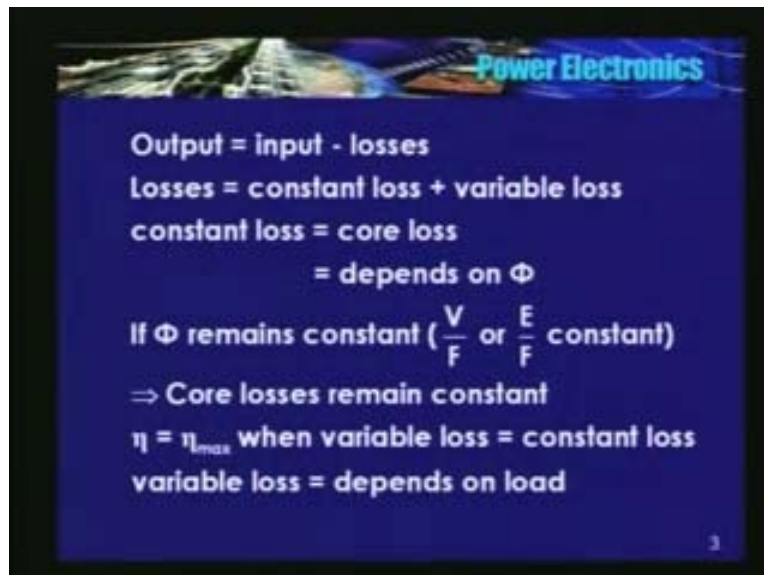 Power Electronics
Output = input - losses
Losses = constant loss + variable loss
constant loss = core loss
= depends on Φ
If Φ remains constant (V/F or E/F constant)
⇒ Core losses remain constant
η = ηmax when variable loss = constant loss
variable loss = depends on load
3